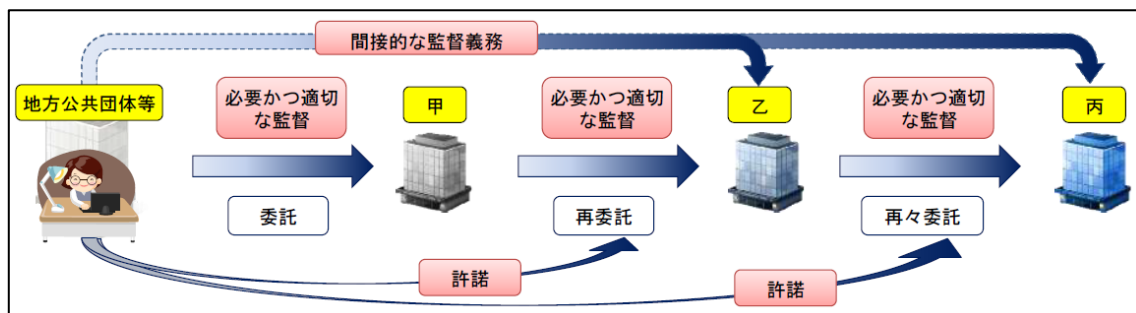 間接的な監督義務
地方公共団体等
必要かつ適切
な監督
甲
必要かつ適切
な監督
乙
必要かつ適切
な監督
丙
委託
再委託
再々委託
許諾
許諾